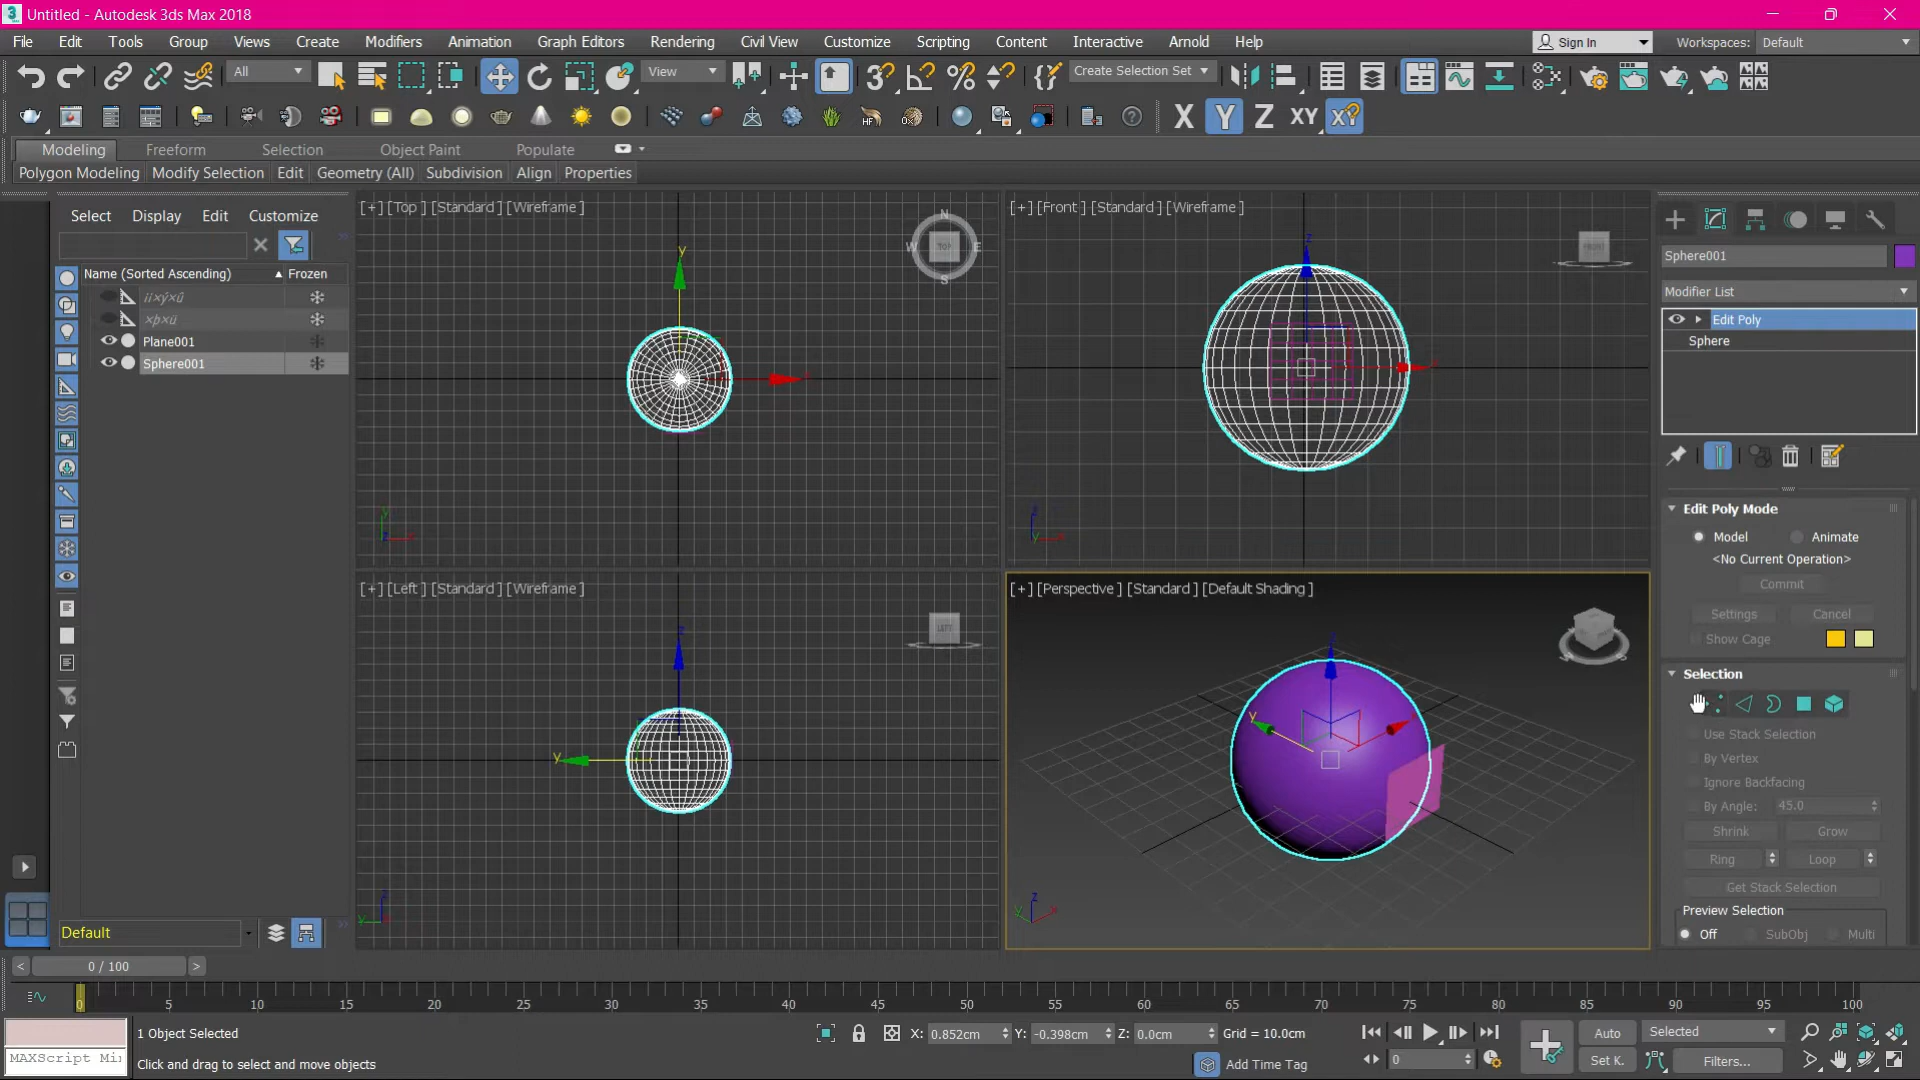 Untitled - Autodesk 3ds Max 2018
File Edit Tools Group Views Create Modifiers Animation Graph Editors Rendering Civil View Customize Scripting Content Interactive Arnold Help Sign In Workspaces: Default
All View Create Selection Set
X Y Z XY
Modeling Freeform Selection Object Paint Populate
Polygon Modeling Modify Selection Edit Geometry (All) Subdivision Align Properties
Select Display Edit Customize
Name (Sorted Ascending) Frozen
Plane001
Sphere001
Default
[+] [Top ] [Standard ] [Wireframe ]
[+] [Front ] [Standard ] [Wireframe ]
[+] [Left ] [Standard ] [Wireframe ]
[+] [Perspective ] [Standard ] [Default Shading ]
Sphere001
Modifier List
Edit Poly
Sphere
Edit Poly Mode
Model Animate
<No Current Operation>
Commit
Settings Cancel
Show Cage
Selection
Use Stack Selection
By Vertex
Ignore Backfacing
By Angle: 45.0
Shrink Grow
Ring Loop
Get Stack Selection
Preview Selection
Off SubObj Multi
< 0 / 100 >
0 5 10 15 20 25 30 35 40 45 50 55 60 65 70 75 80 85 90 95 100
1 Object Selected
X: 0.852cm Y: -0.398cm Z: 0.0cm Grid = 10.0cm
Auto Selected
MAXScript Mi
Click and drag to select and move objects
Add Time Tag
0
Set K. Filters...